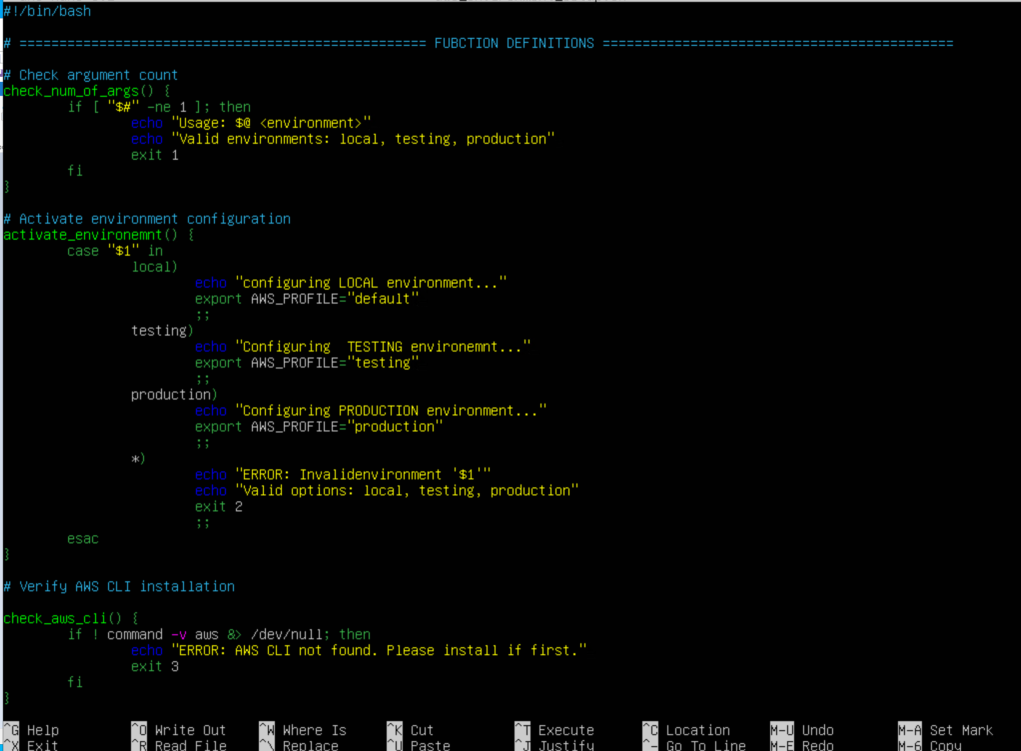 #!/bin/bash
# =================================================== FUBCTION DEFINITIONS ============================================
# Check argument count
check_num_of_args() {
if [ "$#" -ne 1 ]; then
echo "Usage: $@ <environment>"
echo "Valid environments: local, testing, production"
exit 1
fi
}
# Activate environment configuration
activate_environemnt() {
case "$1" in
local)
echo "configuring LOCAL environment..."
export AWS_PROFILE="default"
;;
testing)
echo "Configuring  TESTING environemnt..."
export AWS_PROFILE="testing"
;;
production)
echo "Configuring PRODUCTION environment..."
export AWS_PROFILE="production"
;;
*)
echo "ERROR: Invalidenvironment '$1'"
echo "Valid options: local, testing, production"
exit 2
;;
esac
}
# Verify AWS CLI installation
check_aws_cli() {
if ! command -v aws &> /dev/null; then
echo "ERROR: AWS CLI not found. Please install if first."
exit 3
fi
}
^G Help ^O Write Out ^W Where Is ^K Cut ^T Execute ^C Location M-U Undo M-A Set Mark
^X Exit ^R Read File ^\ Replace ^U Paste ^J Justify ^- Go To Line M-E Redo M-6 Copy